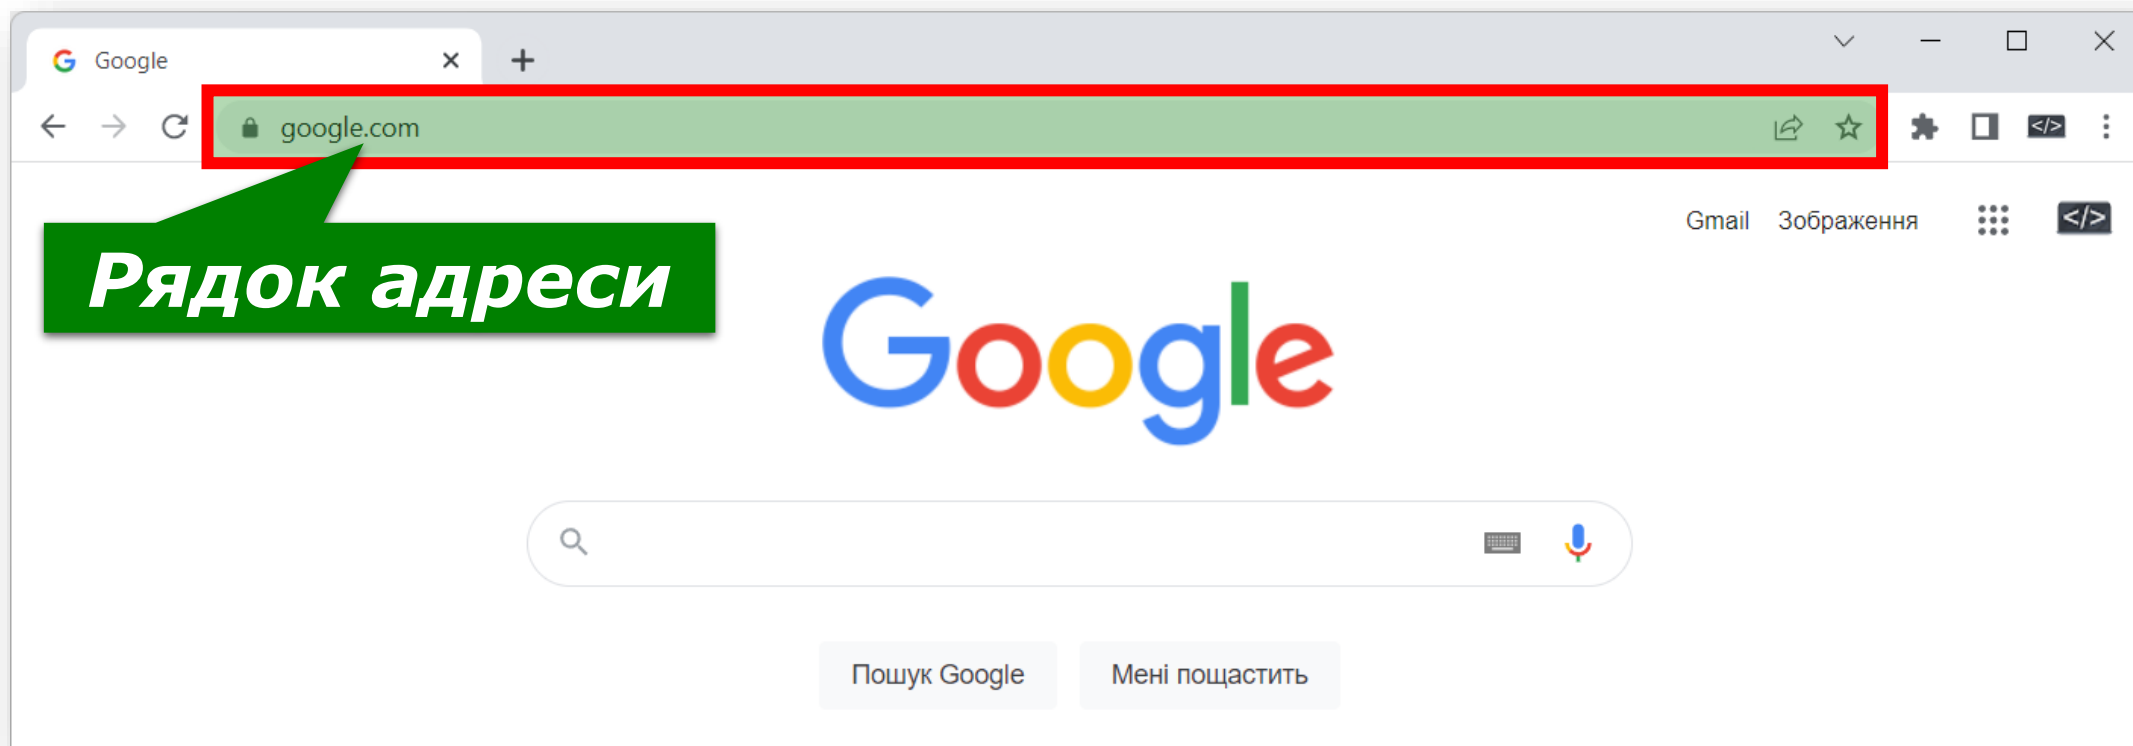 Google
google.com
Gmail Зображення
</>
</>
Рядок адреси
Google
Пошук Google Мені пощастить